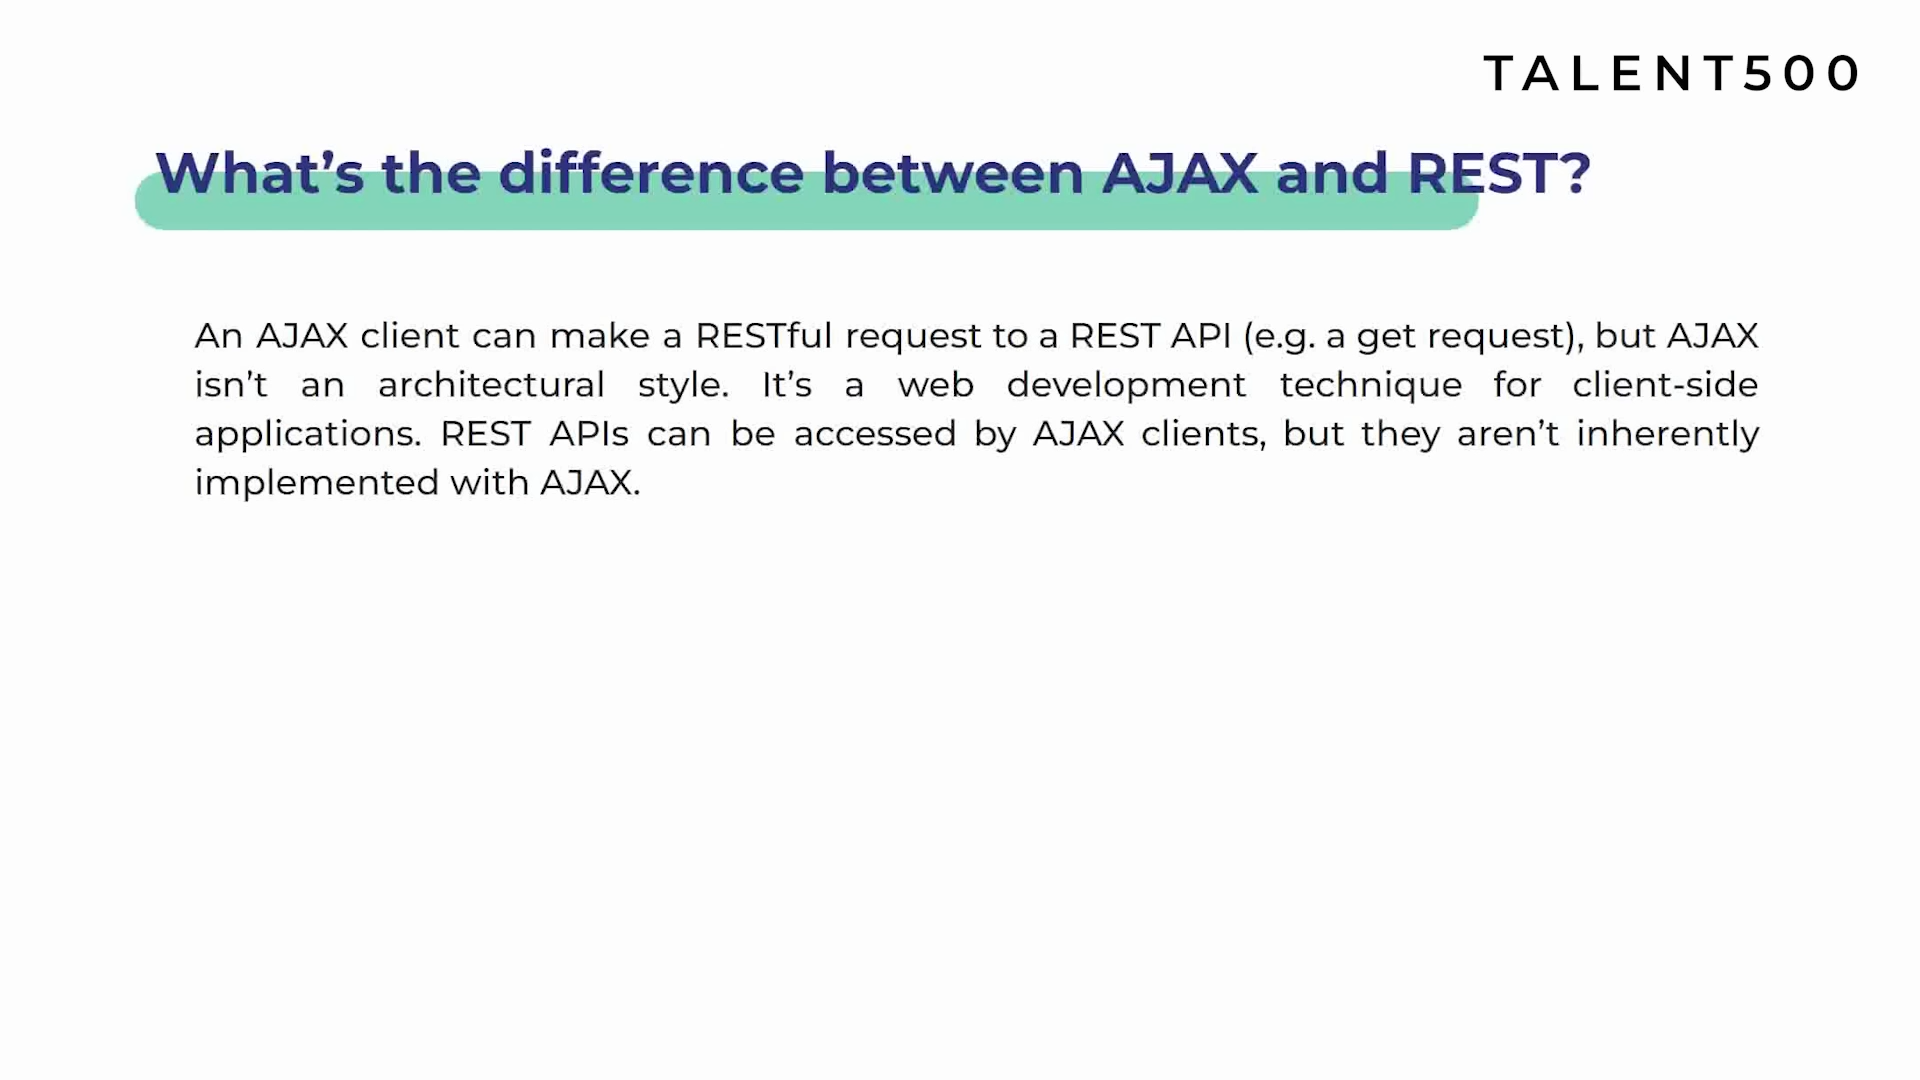 TALENT500
What’s the difference between AJAX and REST?
An AJAX client can make a RESTful request to a REST API (e.g. a get request), but AJAX
isn’t an architectural style. It’s a web development technique for client-side
applications. REST APIs can be accessed by AJAX clients, but they aren’t inherently
implemented with AJAX.